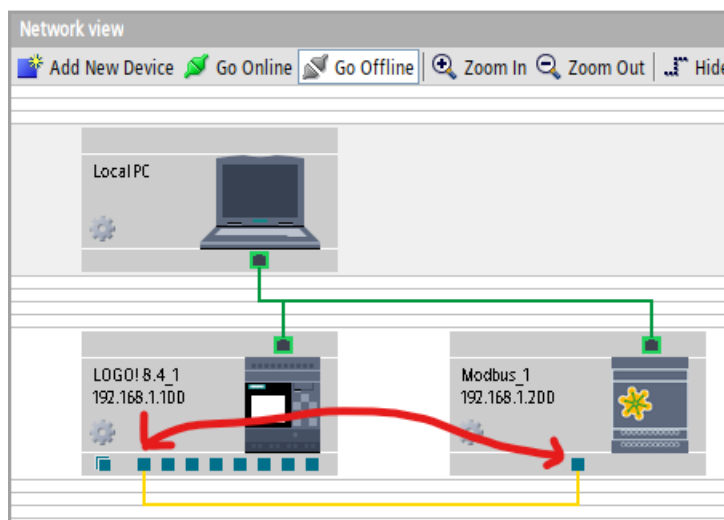 Network view
Add New Device Go Online Go Offline Zoom In Zoom Out Hide
Local PC
LOGO! 8.4_1
192.168.1.100
Modbus_1
192.168.1.200